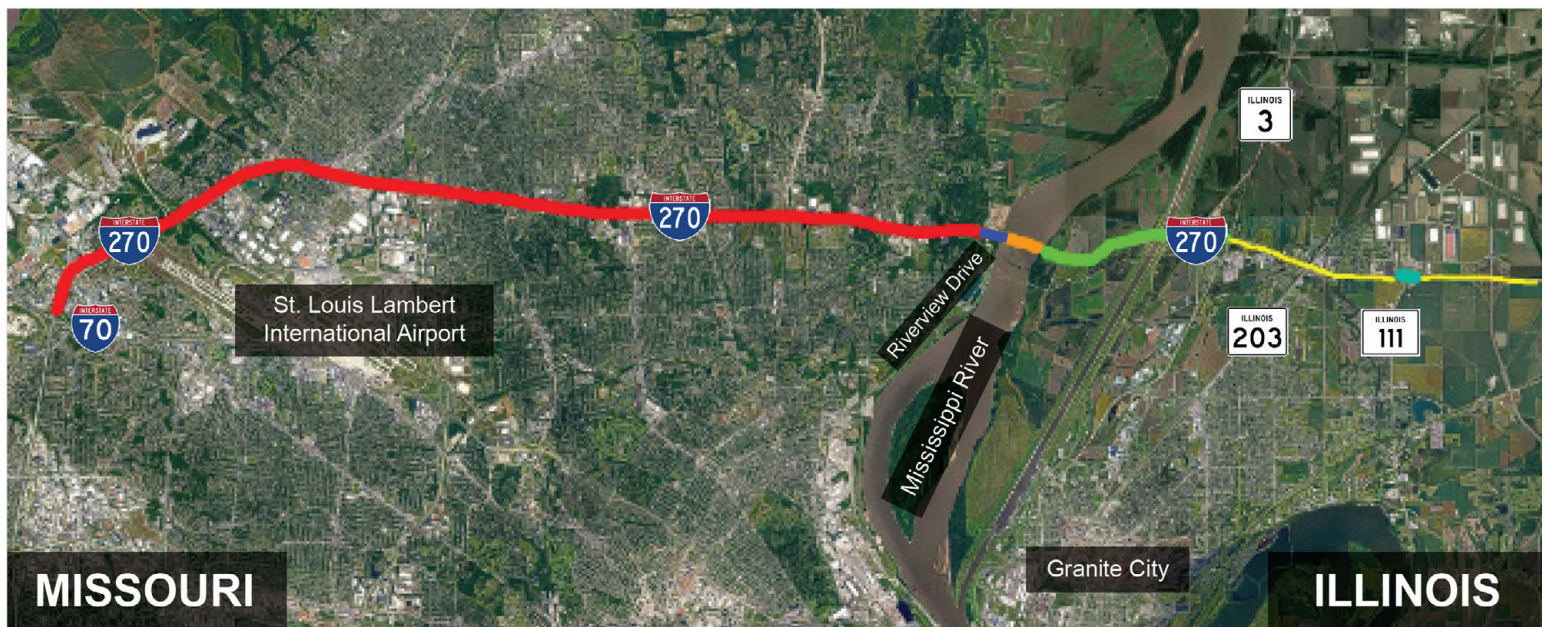 ILLINOIS
3
INTERSTATE
270
INTERSTATE
270
INTERSTATE
270
INTERSTATE
70
St. Louis Lambert
International Airport
Riverview Drive
Mississippi River
ILLINOIS
203
ILLINOIS
111
Granite City
MISSOURI
ILLINOIS